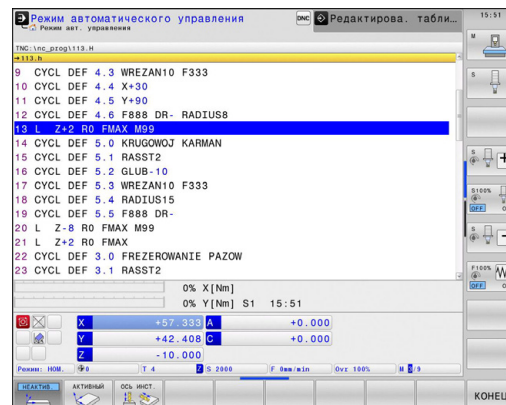 Режим автоматического управления
Режим авт. управления
DNC
Редактирова. табли...
15:51
TNC:\nc_prog\113.H
→113.h
9 CYCL DEF 4.3 WREZAN10 F333
10 CYCL DEF 4.4 X+30
11 CYCL DEF 4.5 Y+90
12 CYCL DEF 4.6 F888 DR- RADIUS8
13 L Z+2 R0 FMAX M99
14 CYCL DEF 5.0 KRUGOWOJ KARMAN
15 CYCL DEF 5.1 RASST2
16 CYCL DEF 5.2 GLUB-10
17 CYCL DEF 5.3 WREZAN10 F333
18 CYCL DEF 5.4 RADIUS15
19 CYCL DEF 5.5 F888 DR-
20 L Z-8 R0 FMAX M99
21 L Z+2 R0 FMAX
22 CYCL DEF 3.0 FREZEROWANIE PAZOW
23 CYCL DEF 3.1 RASST2
0% X[Nm]
0% Y[Nm] S1 15:51
X +57.333 A +0.000
Y +42.408 C +0.000
Z -10.000
Режим: НОМ. 0 T 4 Z S 2000 F 0mm/min Ovr 100% M 5/9
M
S
S
S100%
OFF
S
F100% W
OFF
НЕАКТИВ.
АКТИВНЫЙ
ОСЬ ИНСТ.
КОНЕЦ